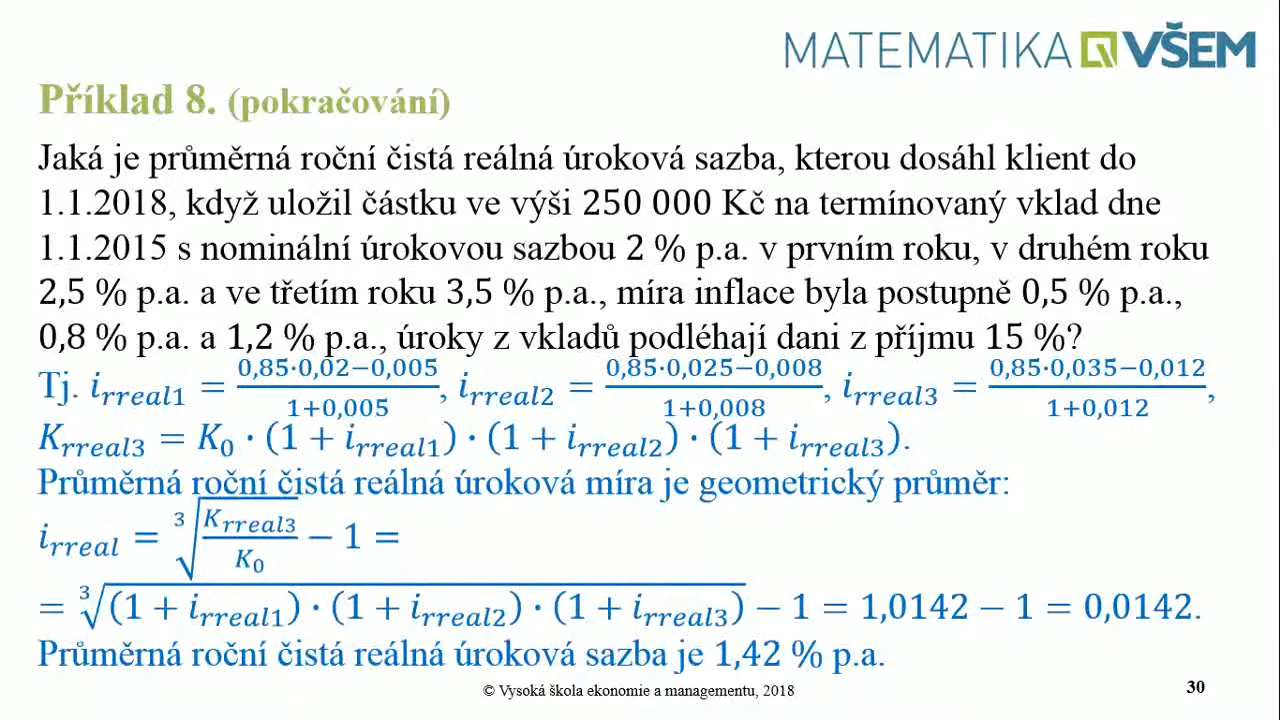 MATEMATIKA VŠEM
Příklad 8. (pokračování)
Jaká je průměrná roční čistá reálná úroková sazba, kterou dosáhl klient do
1.1.2018, když uložil částku ve výši 250 000 Kč na termínovaný vklad dne
1.1.2015 s nominální úrokovou sazbou 2 % p.a. v prvním roku, v druhém roku
2,5 % p.a. a ve třetím roku 3,5 % p.a., míra inflace byla postupně 0,5 % p.a.,
0,8 % p.a. a 1,2 % p.a., úroky z vkladů podléhají dani z příjmu 15 %?
Tj. i_rreal1 = (0,85·0,02−0,005)/(1+0,005), i_rreal2 = (0,85·0,025−0,008)/(1+0,008), i_rreal3 = (0,85·0,035−0,012)/(1+0,012),
K_rreal3 = K_0 · (1 + i_rreal1) · (1 + i_rreal2) · (1 + i_rreal3).
Průměrná roční čistá reálná úroková míra je geometrický průměr:
i_rreal = ∛(K_rreal3/K_0) − 1 =
= ∛((1 + i_rreal1) · (1 + i_rreal2) · (1 + i_rreal3)) − 1 = 1,0142 − 1 = 0,0142.
Průměrná roční čistá reálná úroková sazba je 1,42 % p.a.
© Vysoká škola ekonomie a managementu, 2018
30